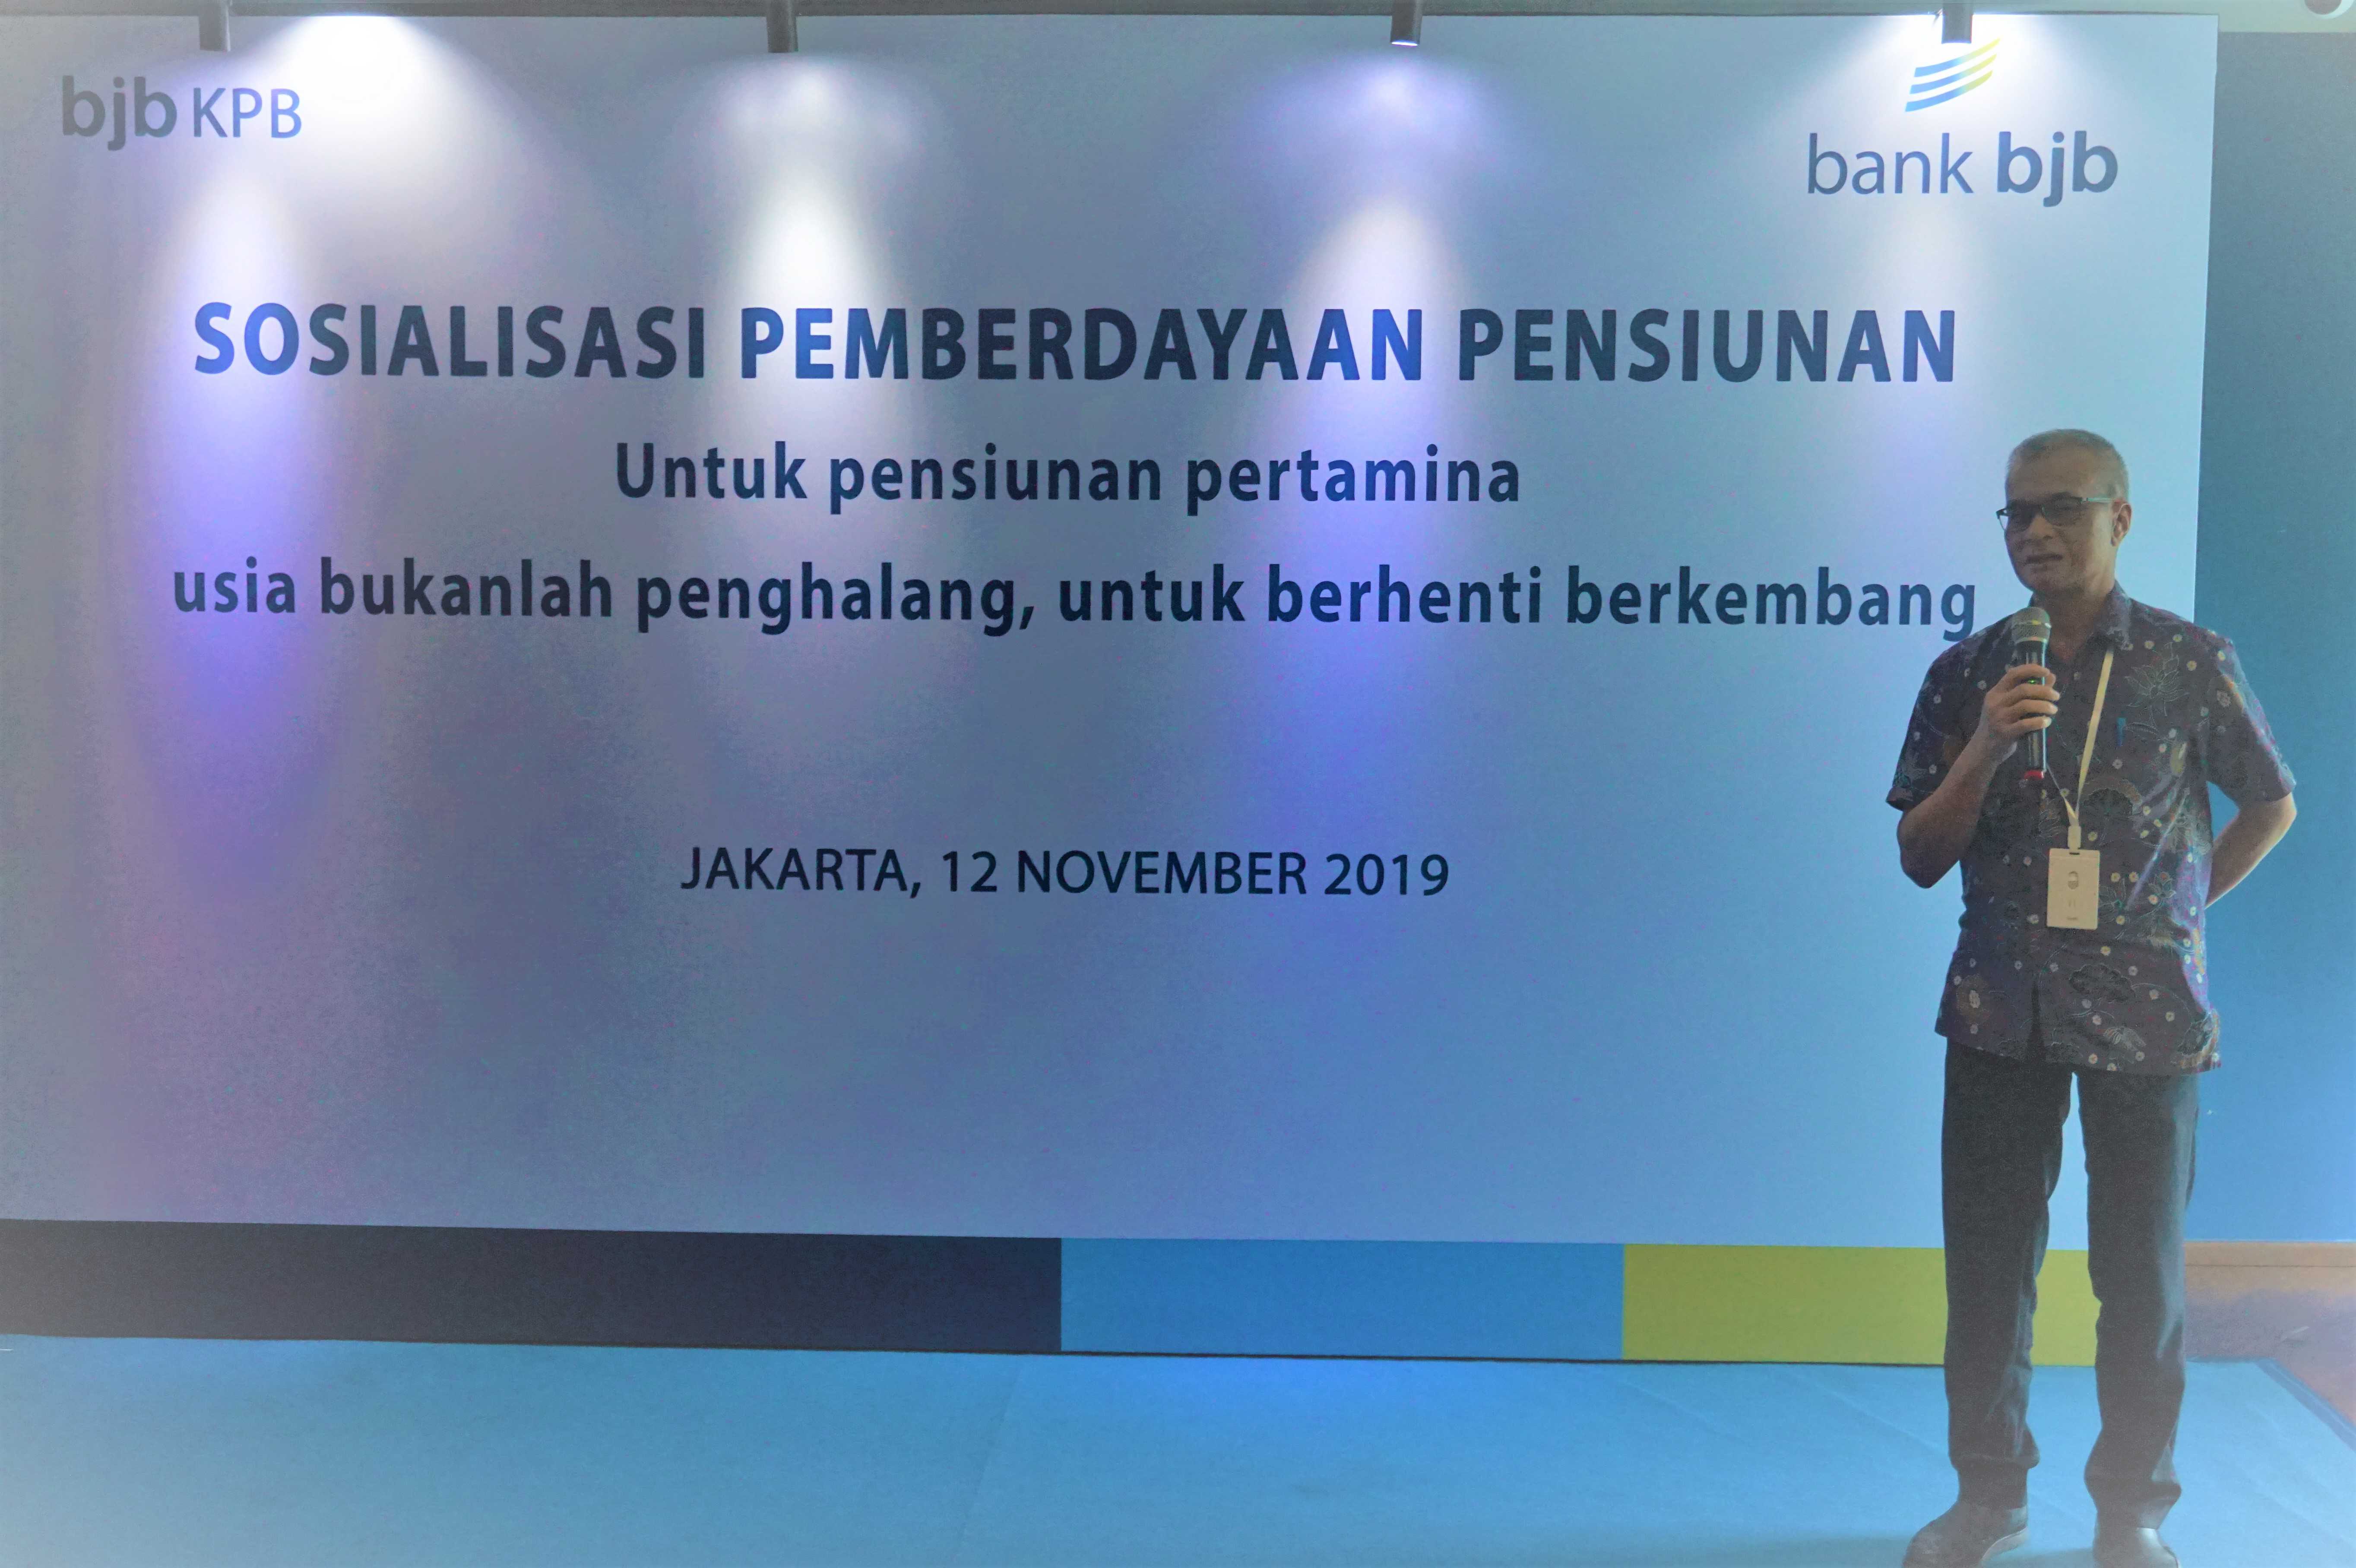 bjb KPB
bank bjb
SOSIALISASI PEMBERDAYAAN PENSIUNAN
Untuk pensiunan pertamina
usia bukanlah penghalang, untuk berhenti berkembang
JAKARTA, 12 NOVEMBER 2019